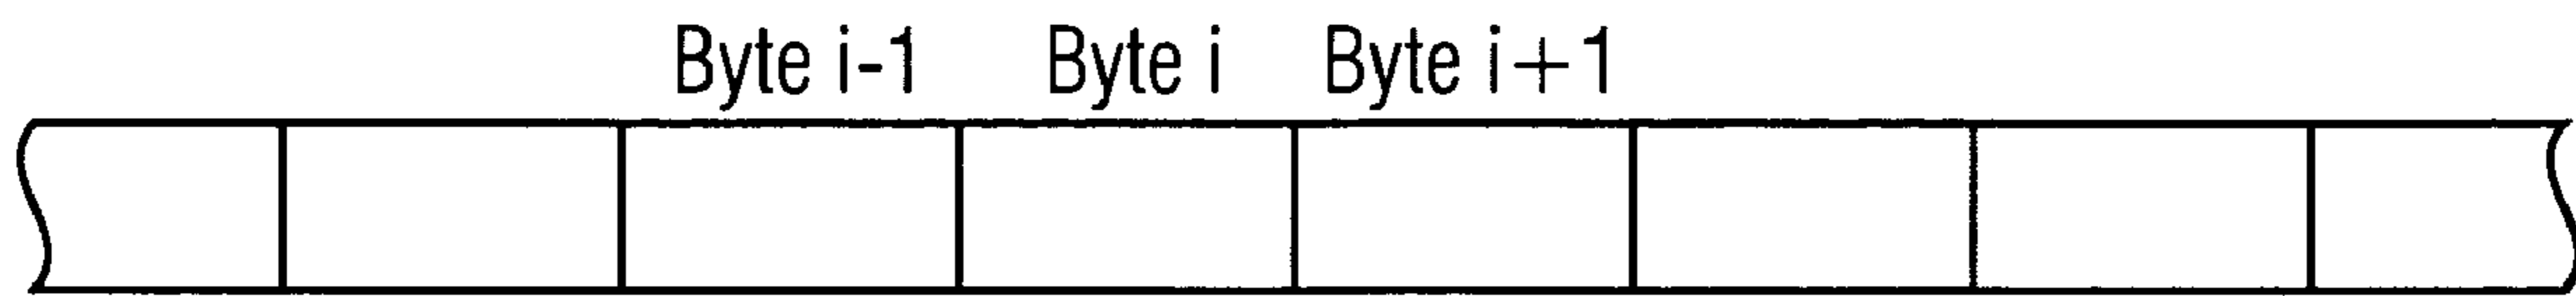 Byte i-1 Byte i Byte i+1